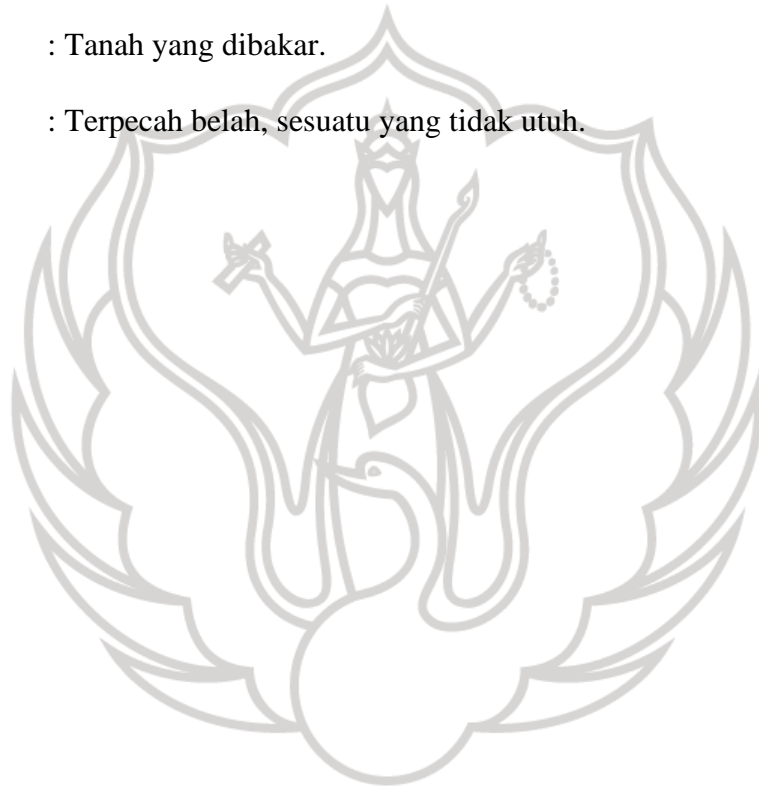 : Tanah yang dibakar.
: Terpecah belah, sesuatu yang tidak utuh.